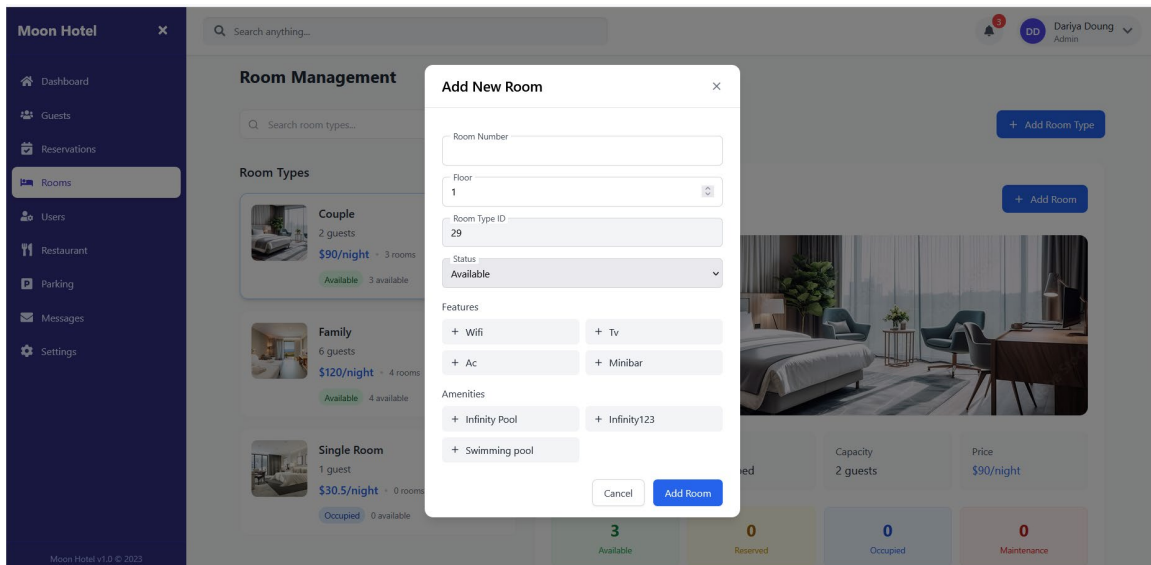 Moon Hotel
Search anything...
3
DD
Dariya Doung
Admin
Dashboard
Guests
Reservations
Rooms
Users
Restaurant
Parking
Messages
Settings
Moon Hotel v1.0 © 2025
Room Management
Search room types...
+ Add Room Type
Room Types
Couple
2 guests
$90/night • 3 rooms
Available 3 available
Family
6 guests
$120/night • 4 rooms
Available 4 available
Single Room
1 guest
$30.5/night • 0 rooms
Occupied 0 available
+ Add Room
Capacity
2 guests
Price
$90/night
3
Available
0
Reserved
0
Occupied
0
Maintenance
Add New Room
Room Number
Floor
1
Room Type ID
29
Status
Available
Features
+ Wifi
+ Tv
+ Ac
+ Minibar
Amenities
+ Infinity Pool
+ Infinity123
+ Swimming pool
Cancel
Add Room